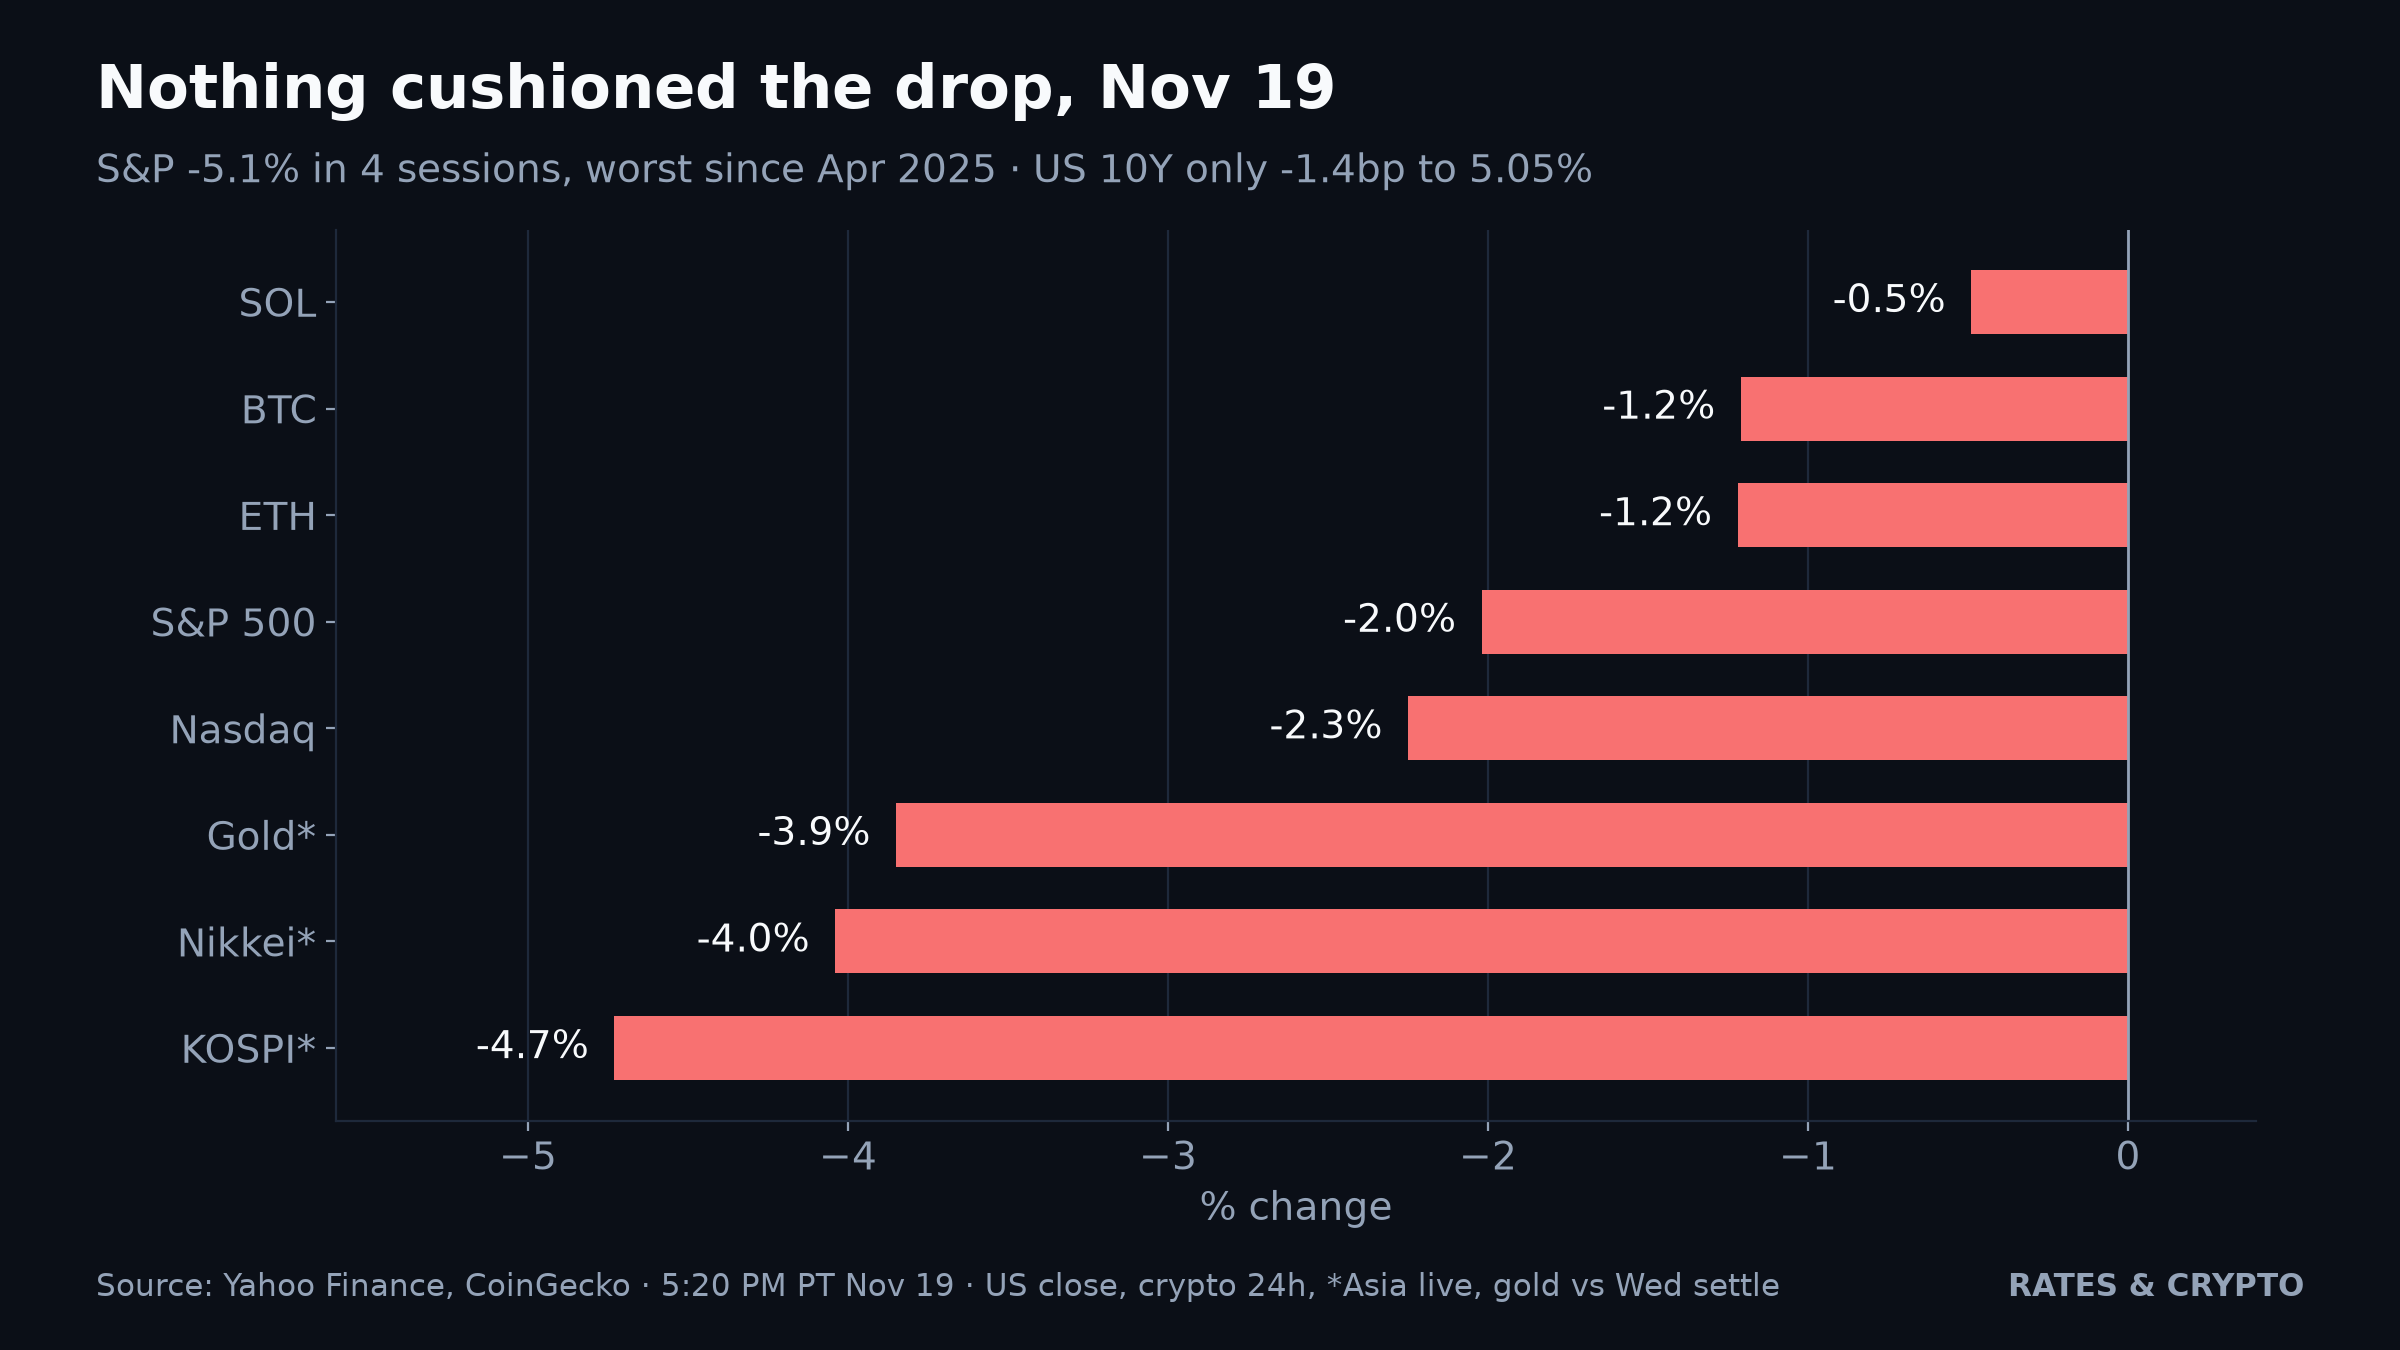 Nothing cushioned the drop, Nov 19
S&P -5.1% in 4 sessions, worst since Apr 2025 · US 10Y only -1.4bp to 5.05%
SOL -0.5%
BTC -1.2%
ETH -1.2%
S&P 500 -2.0%
Nasdaq -2.3%
Gold* -3.9%
Nikkei* -4.0%
KOSPI* -4.7%
−5 −4 −3 −2 −1 0
% change
Source: Yahoo Finance, CoinGecko · 5:20 PM PT Nov 19 · US close, crypto 24h, *Asia live, gold vs Wed settle
RATES & CRYPTO